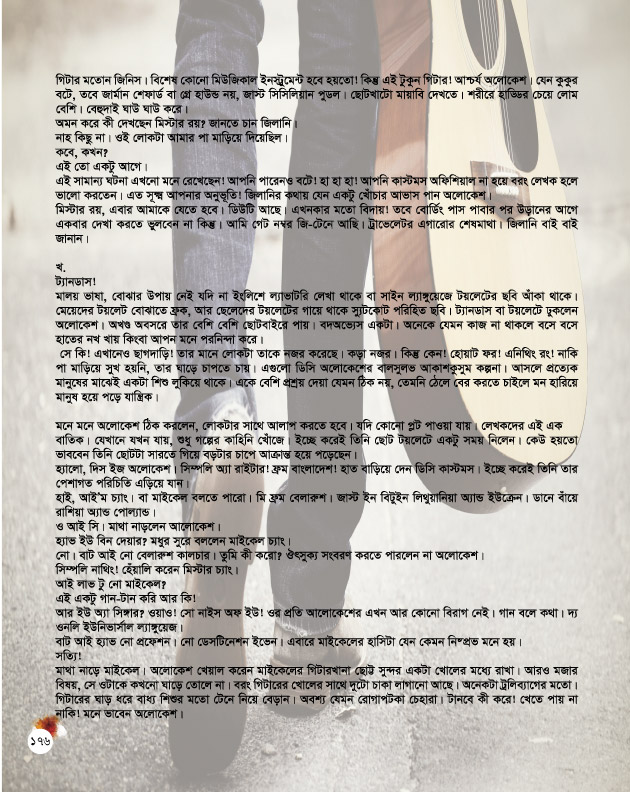 গিটার মতোন জিনিস। বিশেষ কোনো মিউজিকাল ইনস্ট্রুমেন্ট হবে হয়তো! কিন্তু এই টুকুন গিটার! আশ্চর্য অলোকেশ। যেন কুকুর
বটে, তবে জার্মান শেফার্ড বা গ্রে হাউন্ড নয়, জাস্ট সিসিলিয়ান পুডল। ছোটখাটো মায়াবি দেখতে। শরীরে হাড্ডির চেয়ে লোম
বেশি। বেহুদাই ঘাউ ঘাউ করে।
অমন করে কী দেখছেন মিস্টার রয়? জানতে চান জিলানি।
নাহ কিছু না। ওই লোকটা আমার পা মাড়িয়ে দিয়েছিল।
কবে, কখন?
এই তো একটু আগে।
এই সামান্য ঘটনা এখনো মনে রেখেছেন! আপনি পারেনও বটে! হা হা হা! আপনি কাস্টমস অফিশিয়াল না হয়ে বরং লেখক হলে
ভালো করতেন। এত সূক্ষ্ম আপনার অনুভূতি! জিলানির কথায় যেন একটু খোঁচার আভাস পান অলোকেশ।
মিস্টার রয়, এবার আমাকে যেতে হবে। ডিউটি আছে। এখনকার মতো বিদায়! তবে বোর্ডিং পাস পাবার পর উড়ানের আগে
একবার দেখা করতে ভুলবেন না কিন্তু। আমি গেট নম্বর জি-টেনে আছি। ট্রাভেলেটর এগারোর শেষমাথা। জিলানি বাই বাই
জানান।
খ.
ট্যানডাস!
মালয় ভাষা, বোঝার উপায় নেই যদি না ইংলিশে ল্যাভাটরি লেখা থাকে বা সাইন ল্যাঙ্গুয়েজে টয়লেটের ছবি আঁকা থাকে।
মেয়েদের টয়লেট বোঝাতে ফ্রক, আর ছেলেদের টয়লেটের গায়ে থাকে স্যুটকোট পরিহিত ছবি। ট্যানডাস বা টয়লেটে ঢুকলেন
অলোকেশ। অখণ্ড অবসরে তার বেশি বেশি ছোটবাইরে পায়। বদঅভ্যেস একটা। অনেকে যেমন কাজ না থাকলে বসে বসে
হাতের নখ খায় কিংবা আপন মনে পরনিন্দা করে।
সে কি! এখানেও ছাগদাড়ি! তার মানে লোকটা তাকে নজর করেছে। কড়া নজর। কিন্তু কেন! হোয়াট ফর! এনিথিং রং! নাকি
পা মাড়িয়ে সুখ হয়নি, তার ঘাড়ে চাপতে চায়। এগুলো ডিসি অলোকেশের বালসুলভ আকাশকুসুম কল্পনা। আসলে প্রত্যেক
মানুষের মাঝেই একটা শিশু লুকিয়ে থাকে। একে বেশি প্রশ্রয় দেয়া যেমন ঠিক নয়, তেমনি ঠেলে বের করতে চাইলে মন হারিয়ে
মানুষ হয়ে পড়ে যান্ত্রিক।
মনে মনে অলোকেশ ঠিক করলেন, লোকটার সাথে আলাপ করতে হবে। যদি কোনো প্লট পাওয়া যায়। লেখকদের এই এক
বাতিক। যেখানে যখন যায়, শুধু গল্পের কাহিনি খোঁজে। ইচ্ছে করেই তিনি ছোট টয়লেটে একটু সময় নিলেন। কেউ হয়তো
ভাববেন তিনি ছোটটা সারতে গিয়ে বড়টার চাপে আক্রান্ত হয়ে পড়েছেন।
হ্যালো, দিস ইজ অলোকেশ। সিম্পলি অ্যা রাইটার! ফ্রম বাংলাদেশ! হাত বাড়িয়ে দেন ডিসি কাস্টমস। ইচ্ছে করেই তিনি তার
পেশাগত পরিচিতি এড়িয়ে যান।
হাই, আই'ম চ্যাং। বা মাইকেল বলতে পারো। মি ফ্রম বেলারুশ। জাস্ট ইন বিটুইন লিথুয়ানিয়া অ্যান্ড ইউক্রেন। ডানে বাঁয়ে
রাশিয়া অ্যান্ড পোল্যান্ড।
ও আই সি। মাথা নাড়লেন আলোকেশ।
হ্যাভ ইউ বিন দেয়ার? মধুর সুরে বললেন মাইকেল চ্যাং।
নো। বাট আই নো বেলারুশ কালচার। তুমি কী করো? ঔৎসুক্য সংবরণ করতে পারলেন না অলোকেশ।
সিম্পলি নাথিং! হেঁয়ালি করেন মিস্টার চ্যাং।
আই লাভ টু নো মাইকেল?
এই একটু গান-টান করি আর কি!
আর ইউ অ্যা সিঙ্গার? ওয়াও! সো নাইস অফ ইউ! ওর প্রতি আলোকেশের এখন আর কোনো বিরাগ নেই। গান বলে কথা। দ্য
ওনলি ইউনিভার্সাল ল্যাঙ্গুয়েজ।
বাট আই হ্যাভ নো প্রফেশন। নো ডেসটিনেশন ইভেন। এবারে মাইকেলের হাসিটা যেন কেমন নিষ্প্রভ মনে হয়।
সত্যি!
মাথা নাড়ে মাইকেল। অলোকেশ খেয়াল করেন মাইকেলের গিটারখানা ছোট্ট সুন্দর একটা খোলের মধ্যে রাখা। আরও মজার
বিষয়, সে ওটাকে কখনো ঘাড়ে তোলে না। বরং গিটারের খোলের সাথে দুটো চাকা লাগানো আছে। অনেকটা ট্রলিব্যাগের মতো।
গিটারের ঘাড় ধরে বাধ্য শিশুর মতো টেনে নিয়ে বেড়ান। অবশ্য যেমন রোগাপটকা চেহারা। টানবে কী করে! খেতে পায় না
নাকি! মনে ভাবেন অলোকেশ।
১৭৬